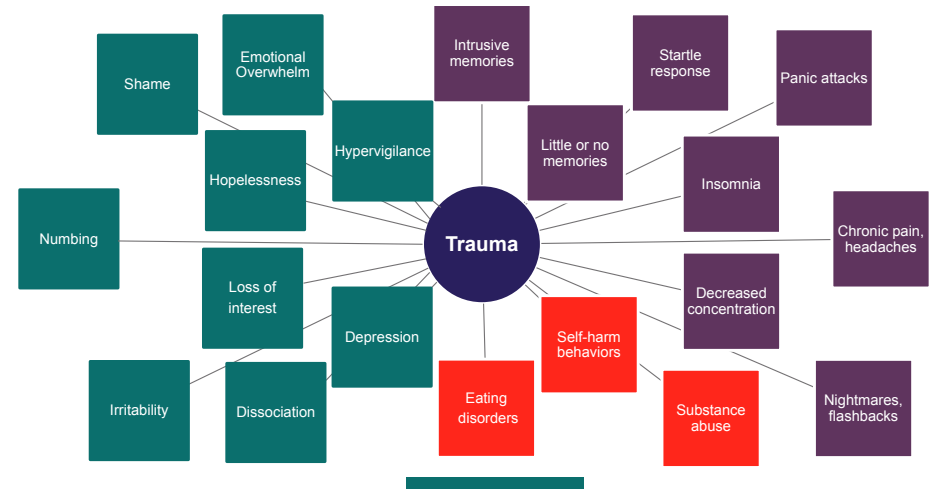 Intrusive
memories
Emotional
Overwhelm
Startle
response
Shame
Panic attacks
Hypervigilance
Little or no
memories
Hopelessness
Insomnia
Numbing
Trauma
Chronic pain,
headaches
Loss of
interest
Decreased
concentration
Depression
Self-harm
behaviors
Irritability
Dissociation
Eating
disorders
Substance
abuse
Nightmares,
flashbacks